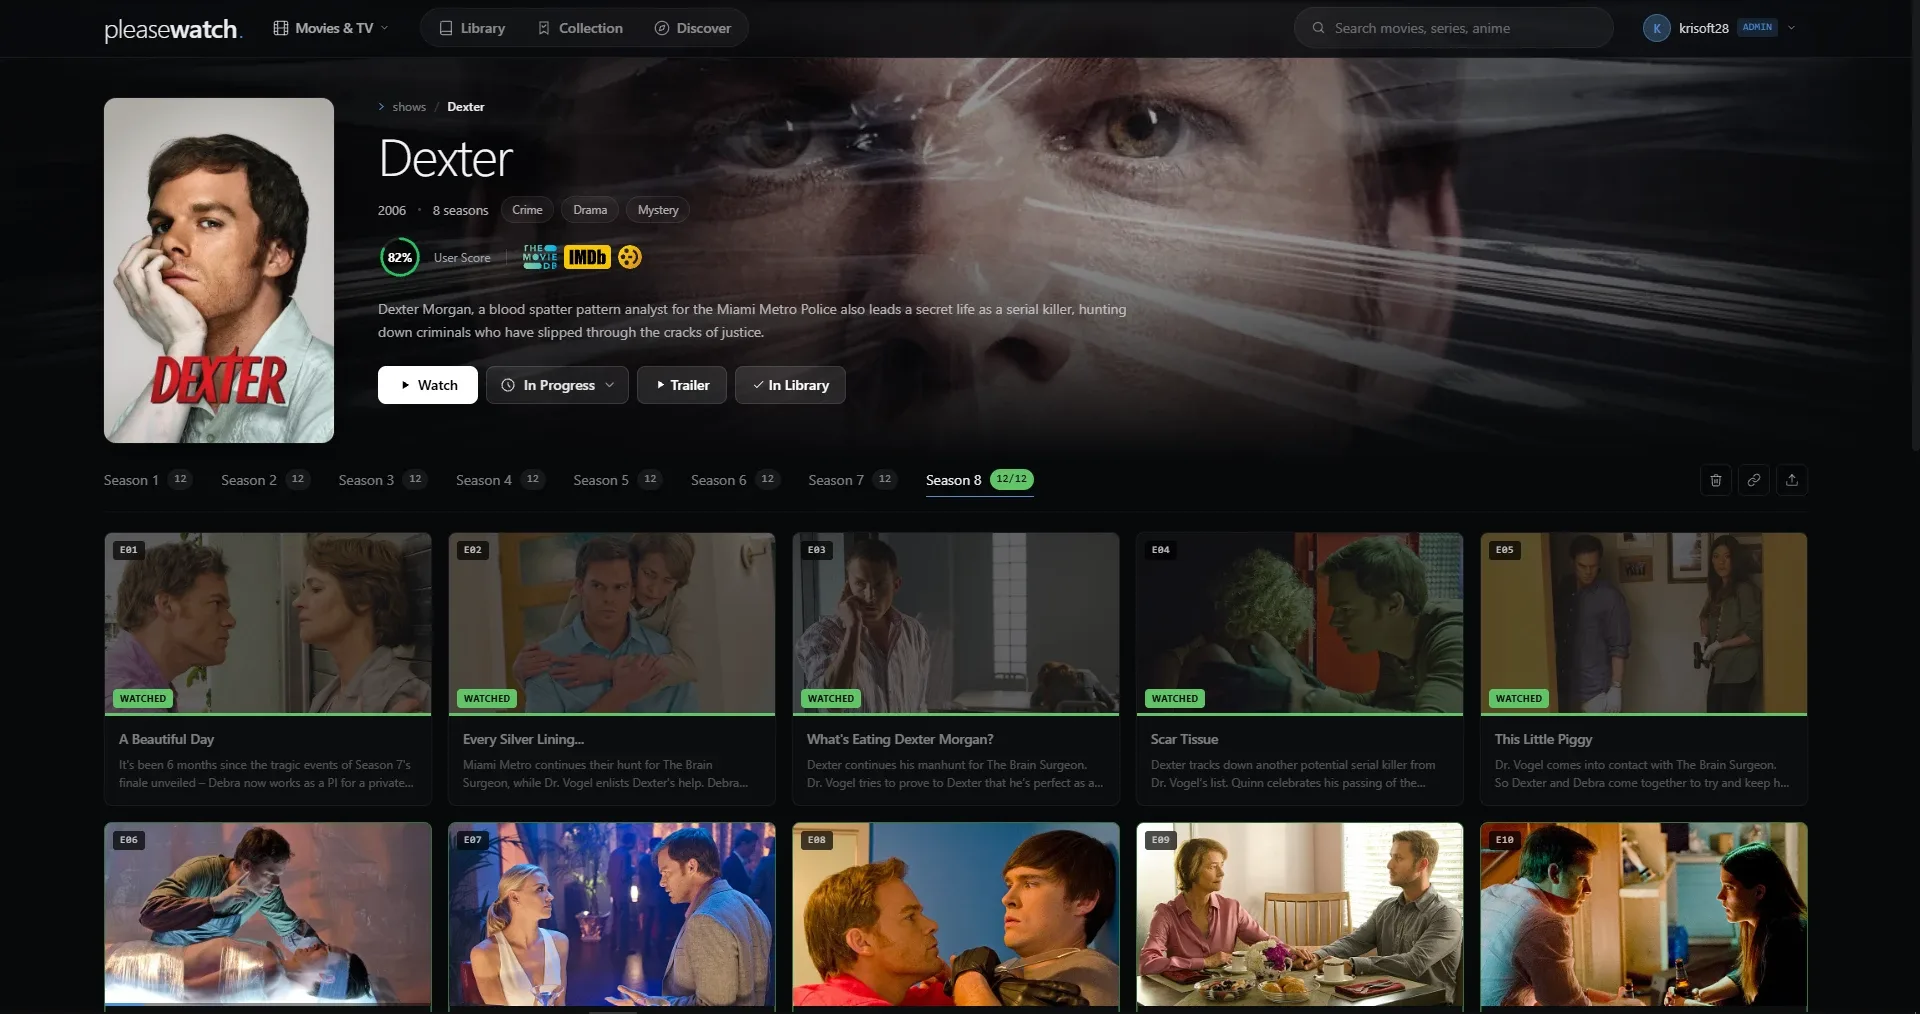 pleasewatch.
Movies & TV
Library
Collection
Discover
Search movies, series, anime
K
krisoft28
ADMIN
> shows / Dexter
Dexter
2006 • 8 seasons
Crime
Drama
Mystery
82%
User Score
THE MOVIE DB
IMDb
Dexter Morgan, a blood spatter pattern analyst for the Miami Metro Police also leads a secret life as a serial killer, hunting
down criminals who have slipped through the cracks of justice.
Watch
In Progress
Trailer
In Library
DEXTER
Season 1 12
Season 2 12
Season 3 12
Season 4 12
Season 5 12
Season 6 12
Season 7 12
Season 8 12/12
E01
WATCHED
A Beautiful Day
It's been 6 months since the tragic events of Season 7's
finale unveiled – Debra now works as a PI for a private...
E02
WATCHED
Every Silver Lining...
Miami Metro continues their hunt for The Brain
Surgeon, while Dr. Vogel enlists Dexter's help. Debra...
E03
WATCHED
What's Eating Dexter Morgan?
Dexter continues his manhunt for The Brain Surgeon.
Dr. Vogel tries to prove to Dexter that he's perfect as a...
E04
WATCHED
Scar Tissue
Dexter tracks down another potential serial killer from
Dr. Vogel's list. Quinn celebrates his passing of the...
E05
WATCHED
This Little Piggy
Dr. Vogel comes into contact with The Brain Surgeon.
So Dexter and Debra come together to try and keep h...
E06
E07
E08
E09
E10